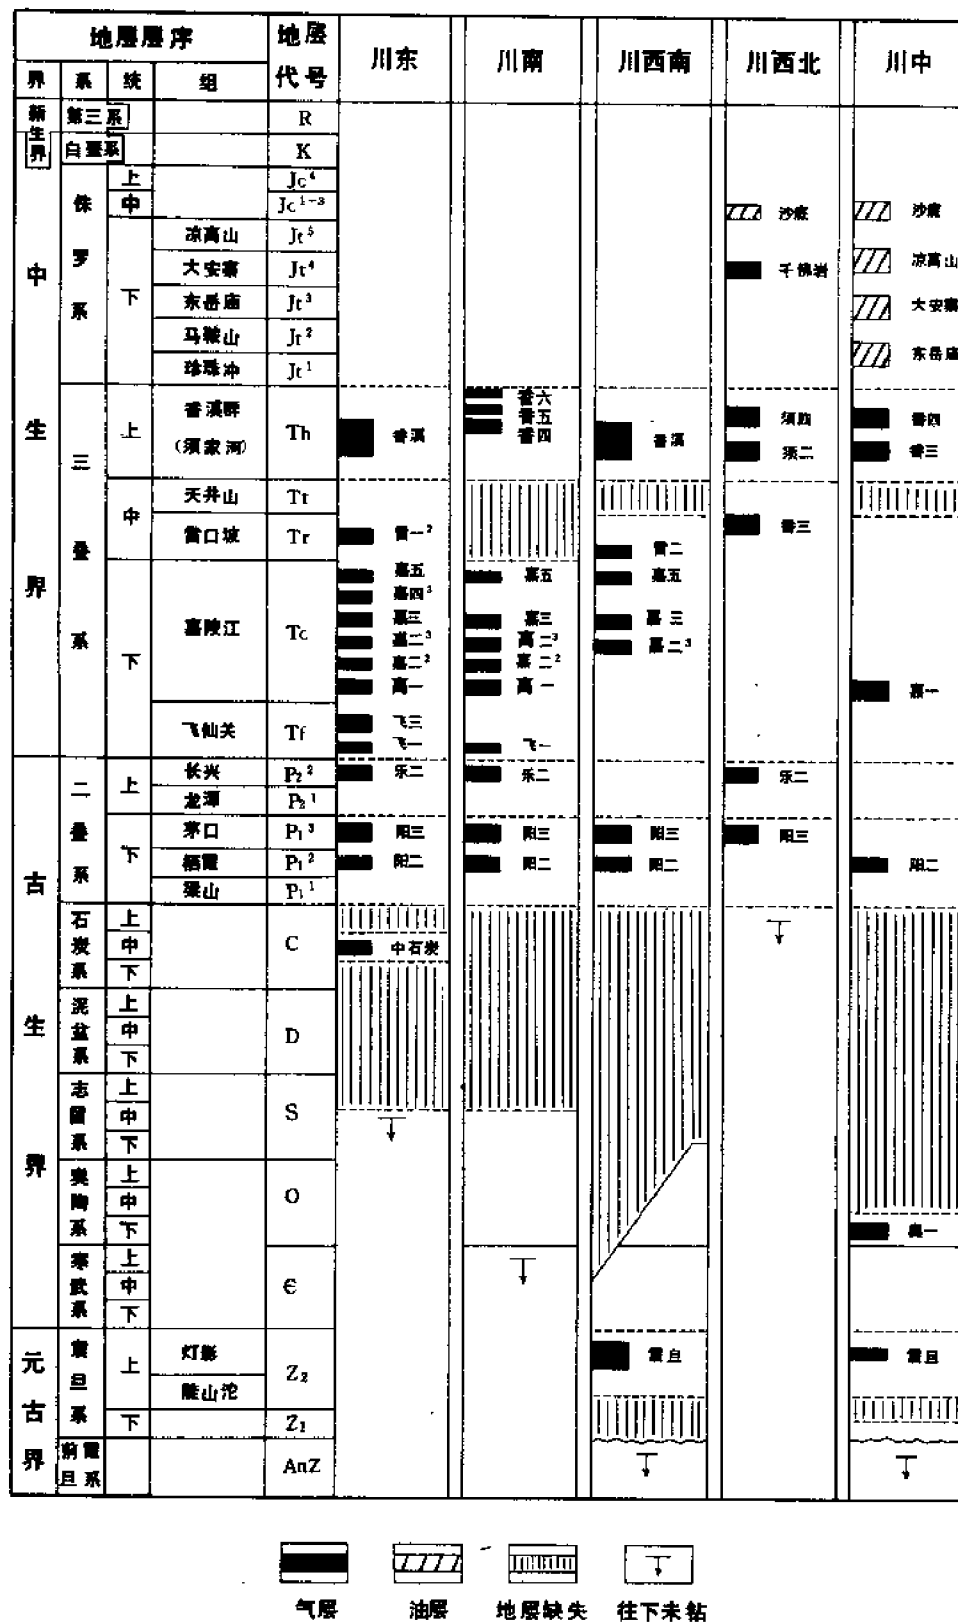 地层层序 地层代号 川东 川南 川西南 川西北 川中
界 系 统 组
新生界 第三系 R
白垩系 K
中生界 侏罗系 上 Jc⁴
中 Jc¹⁻³ 沙底 沙底
下 凉高山 Jt⁵ 凉高山
大安寨 Jt⁴ 千佛岩 大安寨
东岳庙 Jt³ 东岳庙
马鞍山 Jt²
珍珠冲 Jt¹
三叠系 上 香溪群 (须家河) Th
香溪 香六 香五 香四 香溪 须四 须二 香四 香三
中 天井山 Tt
雷口坡 Tr 雷一² 雷二 香三
下 嘉陵江 Tc
嘉五 嘉五 嘉五
嘉四³
嘉三 嘉三 嘉三
嘉二³ 高二³ 嘉二³
嘉二² 嘉二²
高一 高一 嘉一
飞仙关 Tf 飞三
飞一 飞一
古生界 二叠系 上 长兴 P₂² 乐二 乐二 乐二
龙潭 P₂¹
下 茅口 P₁³ 阳三 阳三 阳三 阳三
栖霞 P₁² 阳二 阳二 阳二 阳二
梁山 P₁¹
石炭系 上 中 下 C 中石炭
泥盆系 上 中 下 D
志留系 上 中 下 S
奥陶系 上 中 下 O 奥一
寒武系 上 中 下 Є
元古界 震旦系 上 灯影 Z₂ 震旦 震旦
陡山沱
下 Z₁
前震旦系 AnZ
气层 油层 地层缺失 往下未钻